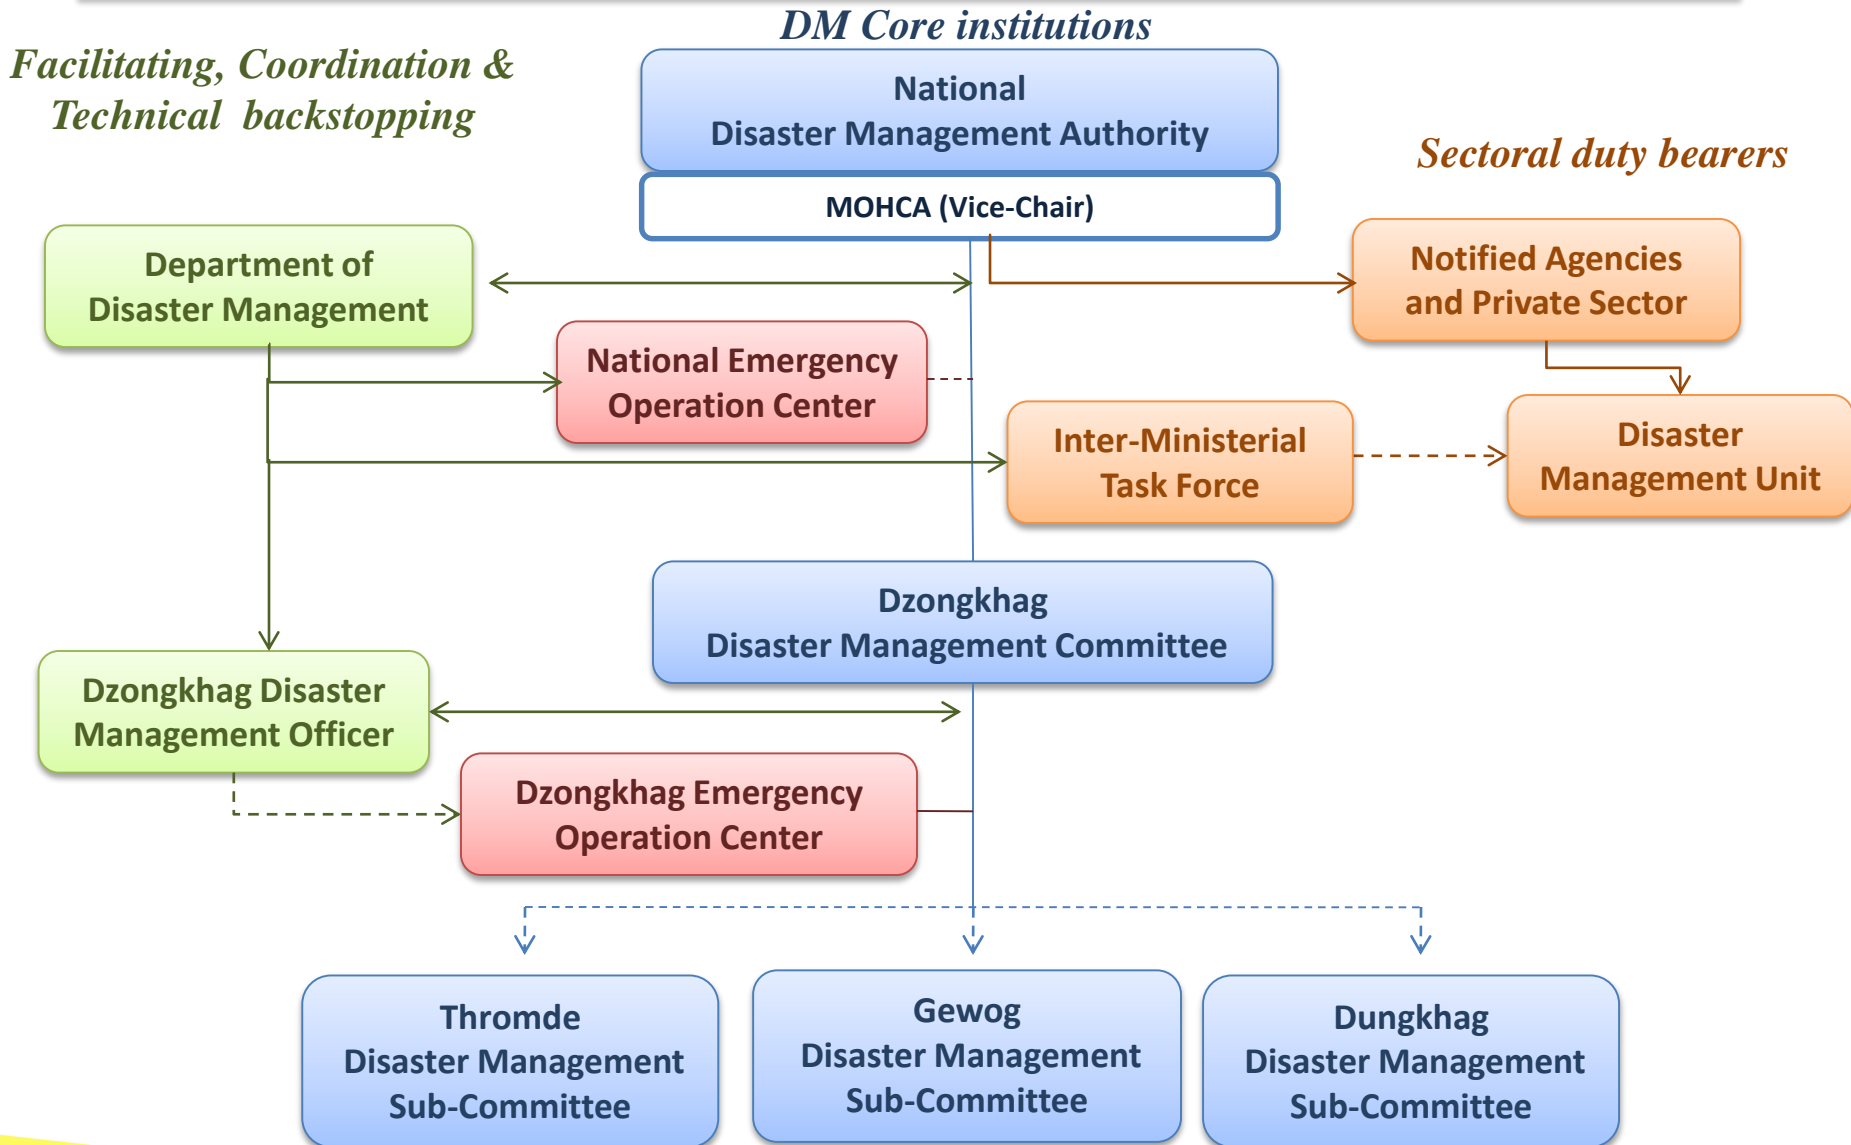 DM Core institutions
Facilitating, Coordination &
Technical backstopping
National
Disaster Management Authority
Sectoral duty bearers
MOHCA (Vice-Chair)
Department of
Disaster Management
Notified Agencies
and Private Sector
National Emergency
Operation Center
Inter-Ministerial
Task Force
Disaster
Management Unit
Dzongkhag
Disaster Management Committee
Dzongkhag Disaster
Management Officer
Dzongkhag Emergency
Operation Center
Thromde
Disaster Management
Sub-Committee
Gewog
Disaster Management
Sub-Committee
Dungkhag
Disaster Management
Sub-Committee